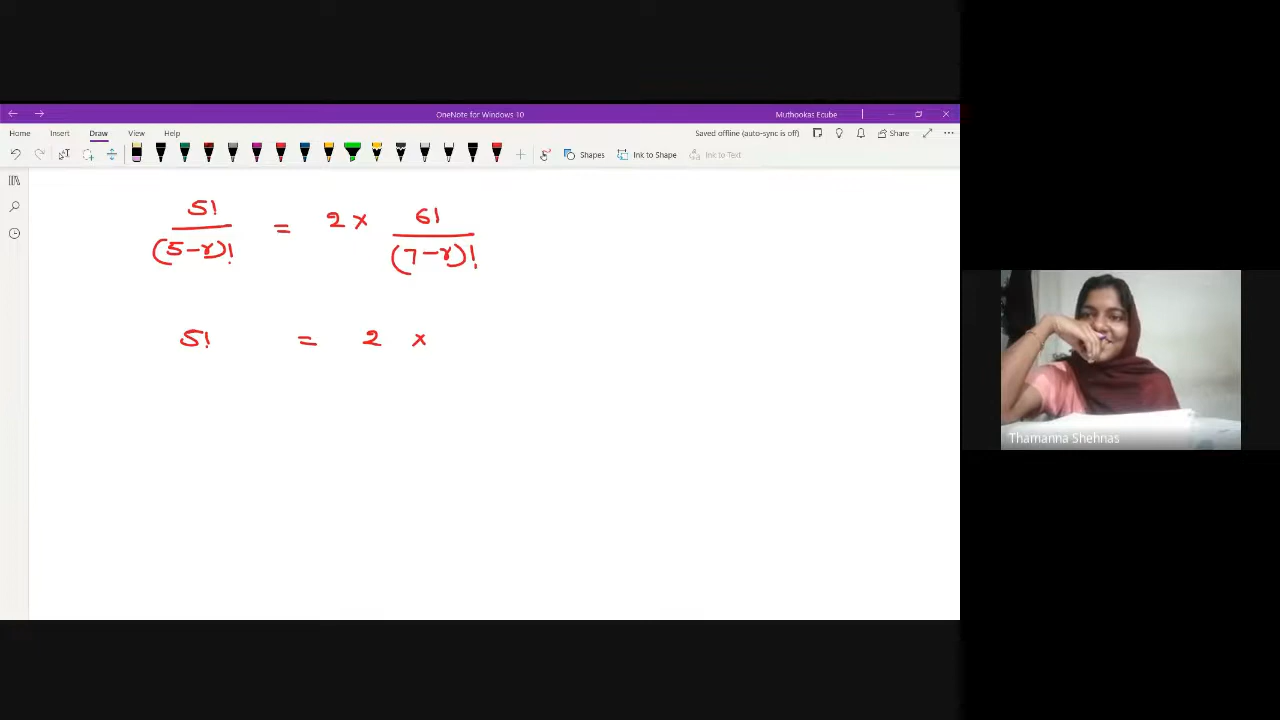 OneNote for Windows 10
Muthookas Ecube
Home Insert Draw View Help
Saved offline (auto-sync is off)
Share
Shapes
Ink to Shape
Ink to Text
5! / (5-r)! = 2 × 6! / (7-r)!
5! = 2 ×
Thamanna Shehnas